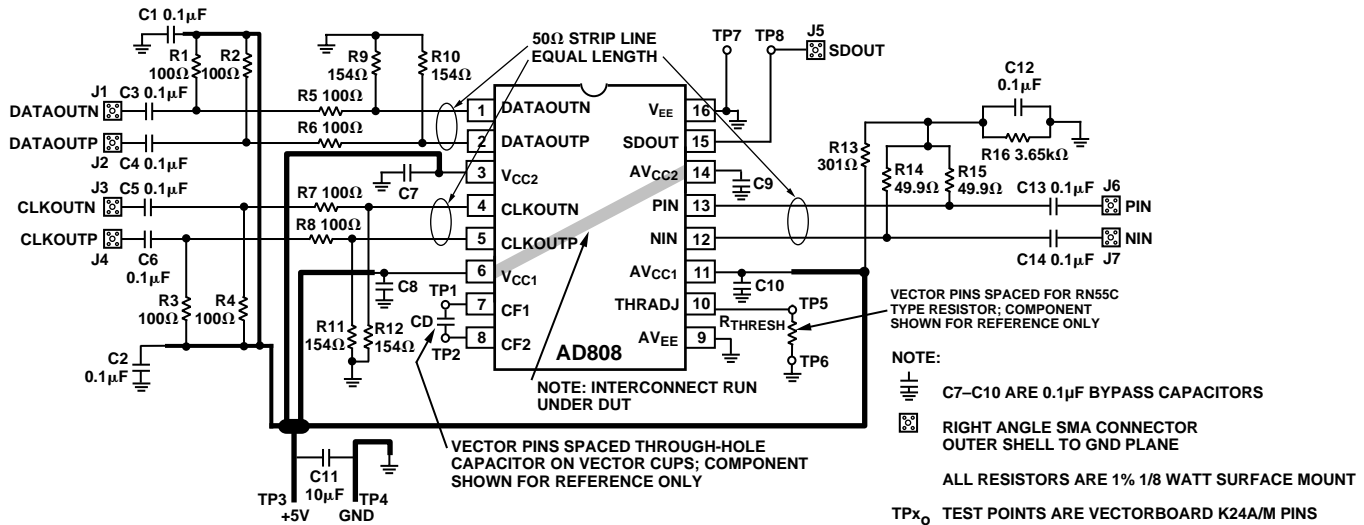 C1 0.1µF
R1
100Ω
R2
100Ω
R9
154Ω
R10
154Ω
50Ω STRIP LINE
EQUAL LENGTH
TP7
TP8
J5
SDOUT
C12
0.1µF
R16 3.65kΩ
J1
C3 0.1µF
DATAOUTN
R5 100Ω
R6 100Ω
DATAOUTP
J2
C4 0.1µF
J3
C5 0.1µF
CLKOUTN
R7 100Ω
R8 100Ω
CLKOUTP
J4
C6
0.1µF
R3
100Ω
R4
100Ω
C2
0.1µF
C7
C8
R11
154Ω
R12
154Ω
TP1
CD
TP2
1 DATAOUTN
2 DATAOUTP
3 VCC2
4 CLKOUTN
5 CLKOUTP
6 VCC1
7 CF1
8 CF2
VEE 16
SDOUT 15
AVCC2 14
PIN 13
NIN 12
AVCC1 11
THRADJ 10
AVEE 9
AD808
C9
C10
R13
301Ω
R14
49.9Ω
R15
49.9Ω
C13 0.1µF
J6
PIN
NIN
C14 0.1µF
J7
TP5
RTHRESH
TP6
VECTOR PINS SPACED FOR RN55C
TYPE RESISTOR; COMPONENT
SHOWN FOR REFERENCE ONLY
NOTE: INTERCONNECT RUN
UNDER DUT
VECTOR PINS SPACED THROUGH-HOLE
CAPACITOR ON VECTOR CUPS; COMPONENT
SHOWN FOR REFERENCE ONLY
C11
10µF
TP3
+5V
TP4
GND
NOTE:
C7–C10 ARE 0.1µF BYPASS CAPACITORS
RIGHT ANGLE SMA CONNECTOR
OUTER SHELL TO GND PLANE
ALL RESISTORS ARE 1% 1/8 WATT SURFACE MOUNT
TPx TEST POINTS ARE VECTORBOARD K24A/M PINS